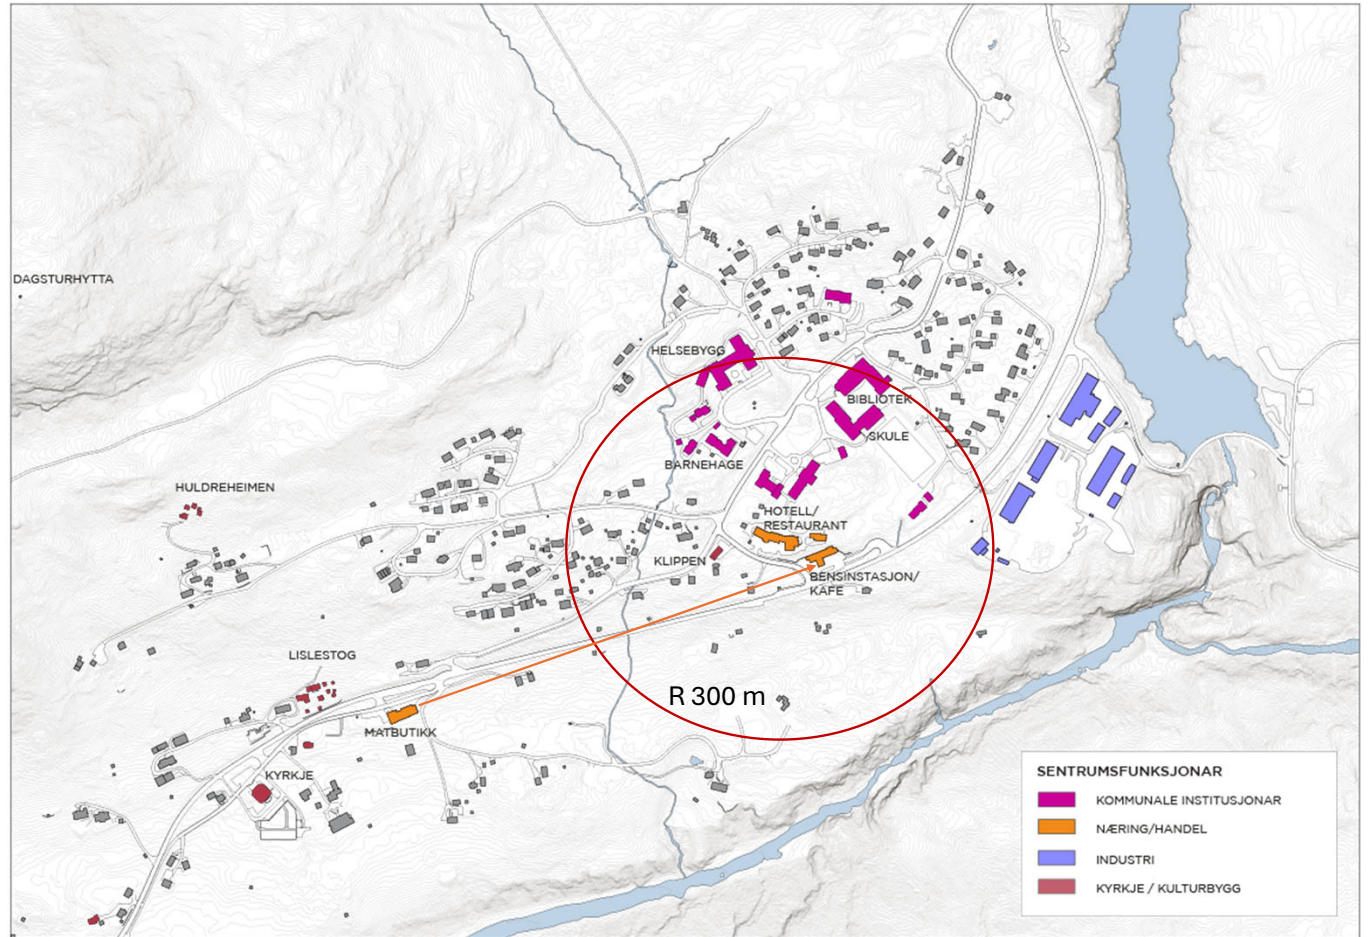 DAGSTURHYTTA
HELSEBYGG
BIBLIOTEK
SKULE
BARNEHAGE
HULDREHEIMEN
HOTELL/
RESTAURANT
KLIPPEN
BENSINSTASJON/
KAFE
LISLESTOG
R 300 m
MATBUTIKK
KYRKJE
SENTRUMSFUNKSJONAR
KOMMUNALE INSTITUSJONAR
NÆRING/HANDEL
INDUSTRI
KYRKJE / KULTURBYGG